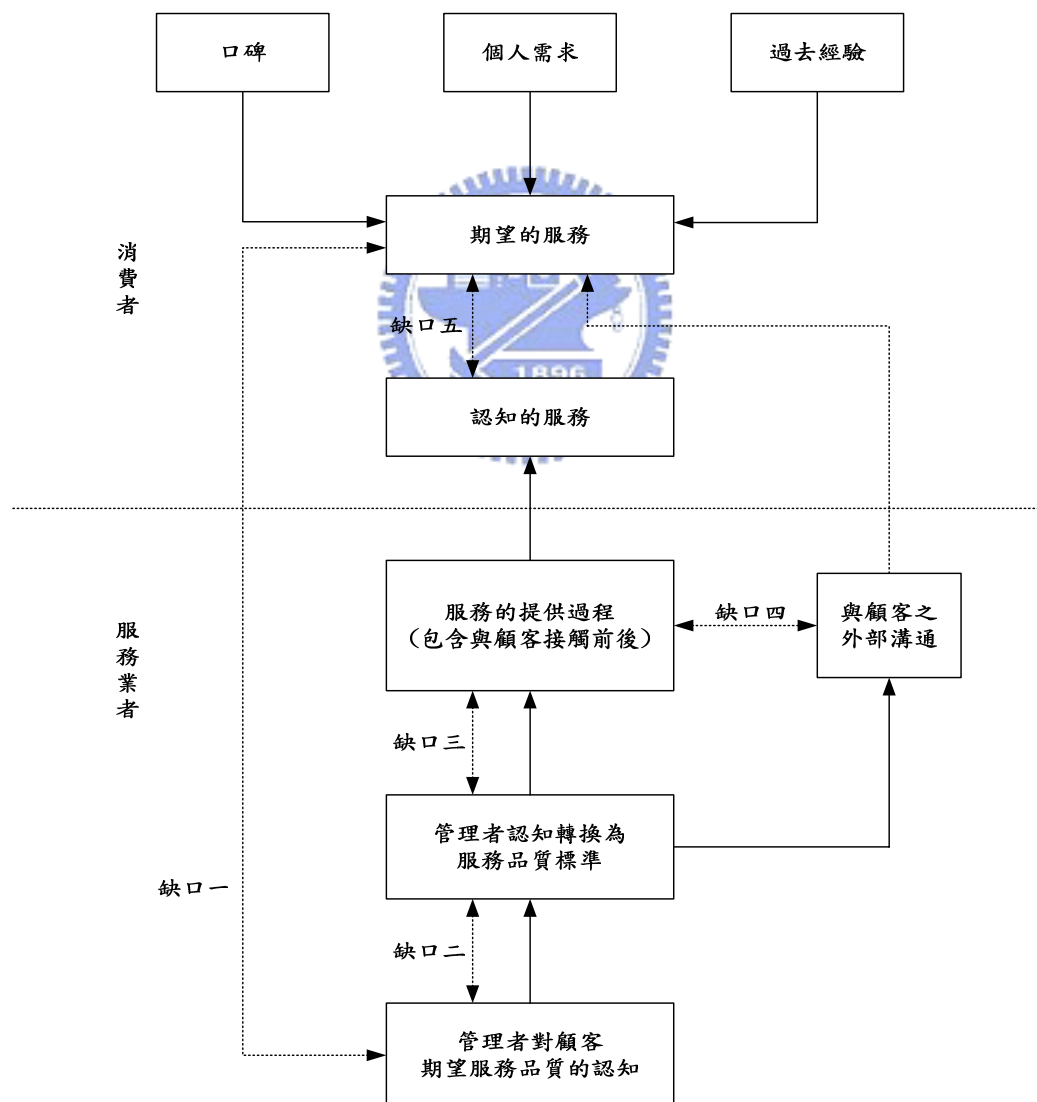 口碑
個人需求
過去經驗
期望的服務
消費者
缺口五
1896
認知的服務
服務的提供過程
（包含與顧客接觸前後）
缺口四
與顧客之
外部溝通
服務業者
缺口三
管理者認知轉換為
服務品質標準
缺口一
缺口二
管理者對顧客
期望服務品質的認知